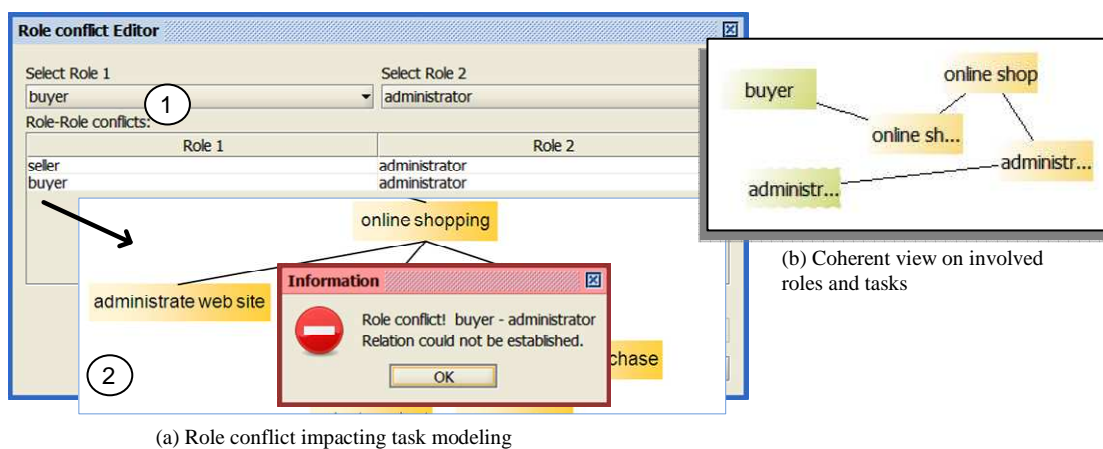 Role conflict Editor
Select Role 1
Select Role 2
buyer
administrator
1
Role-Role conflicts:
Role 1
Role 2
seller
administrator
buyer
administrator
online shopping
administrate web site
Information
Role conflict! buyer - administrator
Relation could not be established.
OK
chase
2
buyer
online shop
online sh...
administr...
administr...
(b) Coherent view on involved
roles and tasks
(a) Role conflict impacting task modeling